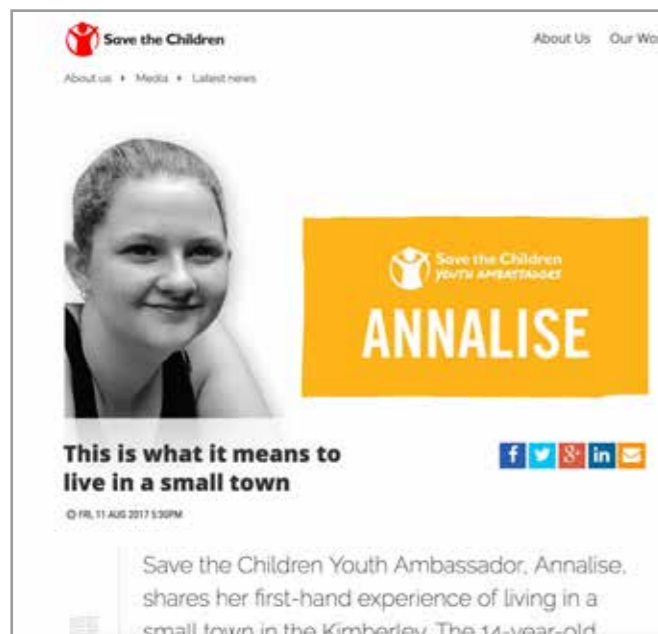 Save the Children
About Us Our Wo
About us ▸ Media ▸ Latest news
Save the Children
YOUTH AMBASSADORS
ANNALISE
This is what it means to
live in a small town
FRI, 11 AUG 2017 5:30PM
Save the Children Youth Ambassador, Annalise,
shares her first-hand experience of living in a
small town in the Kimberley. The 14-year-old